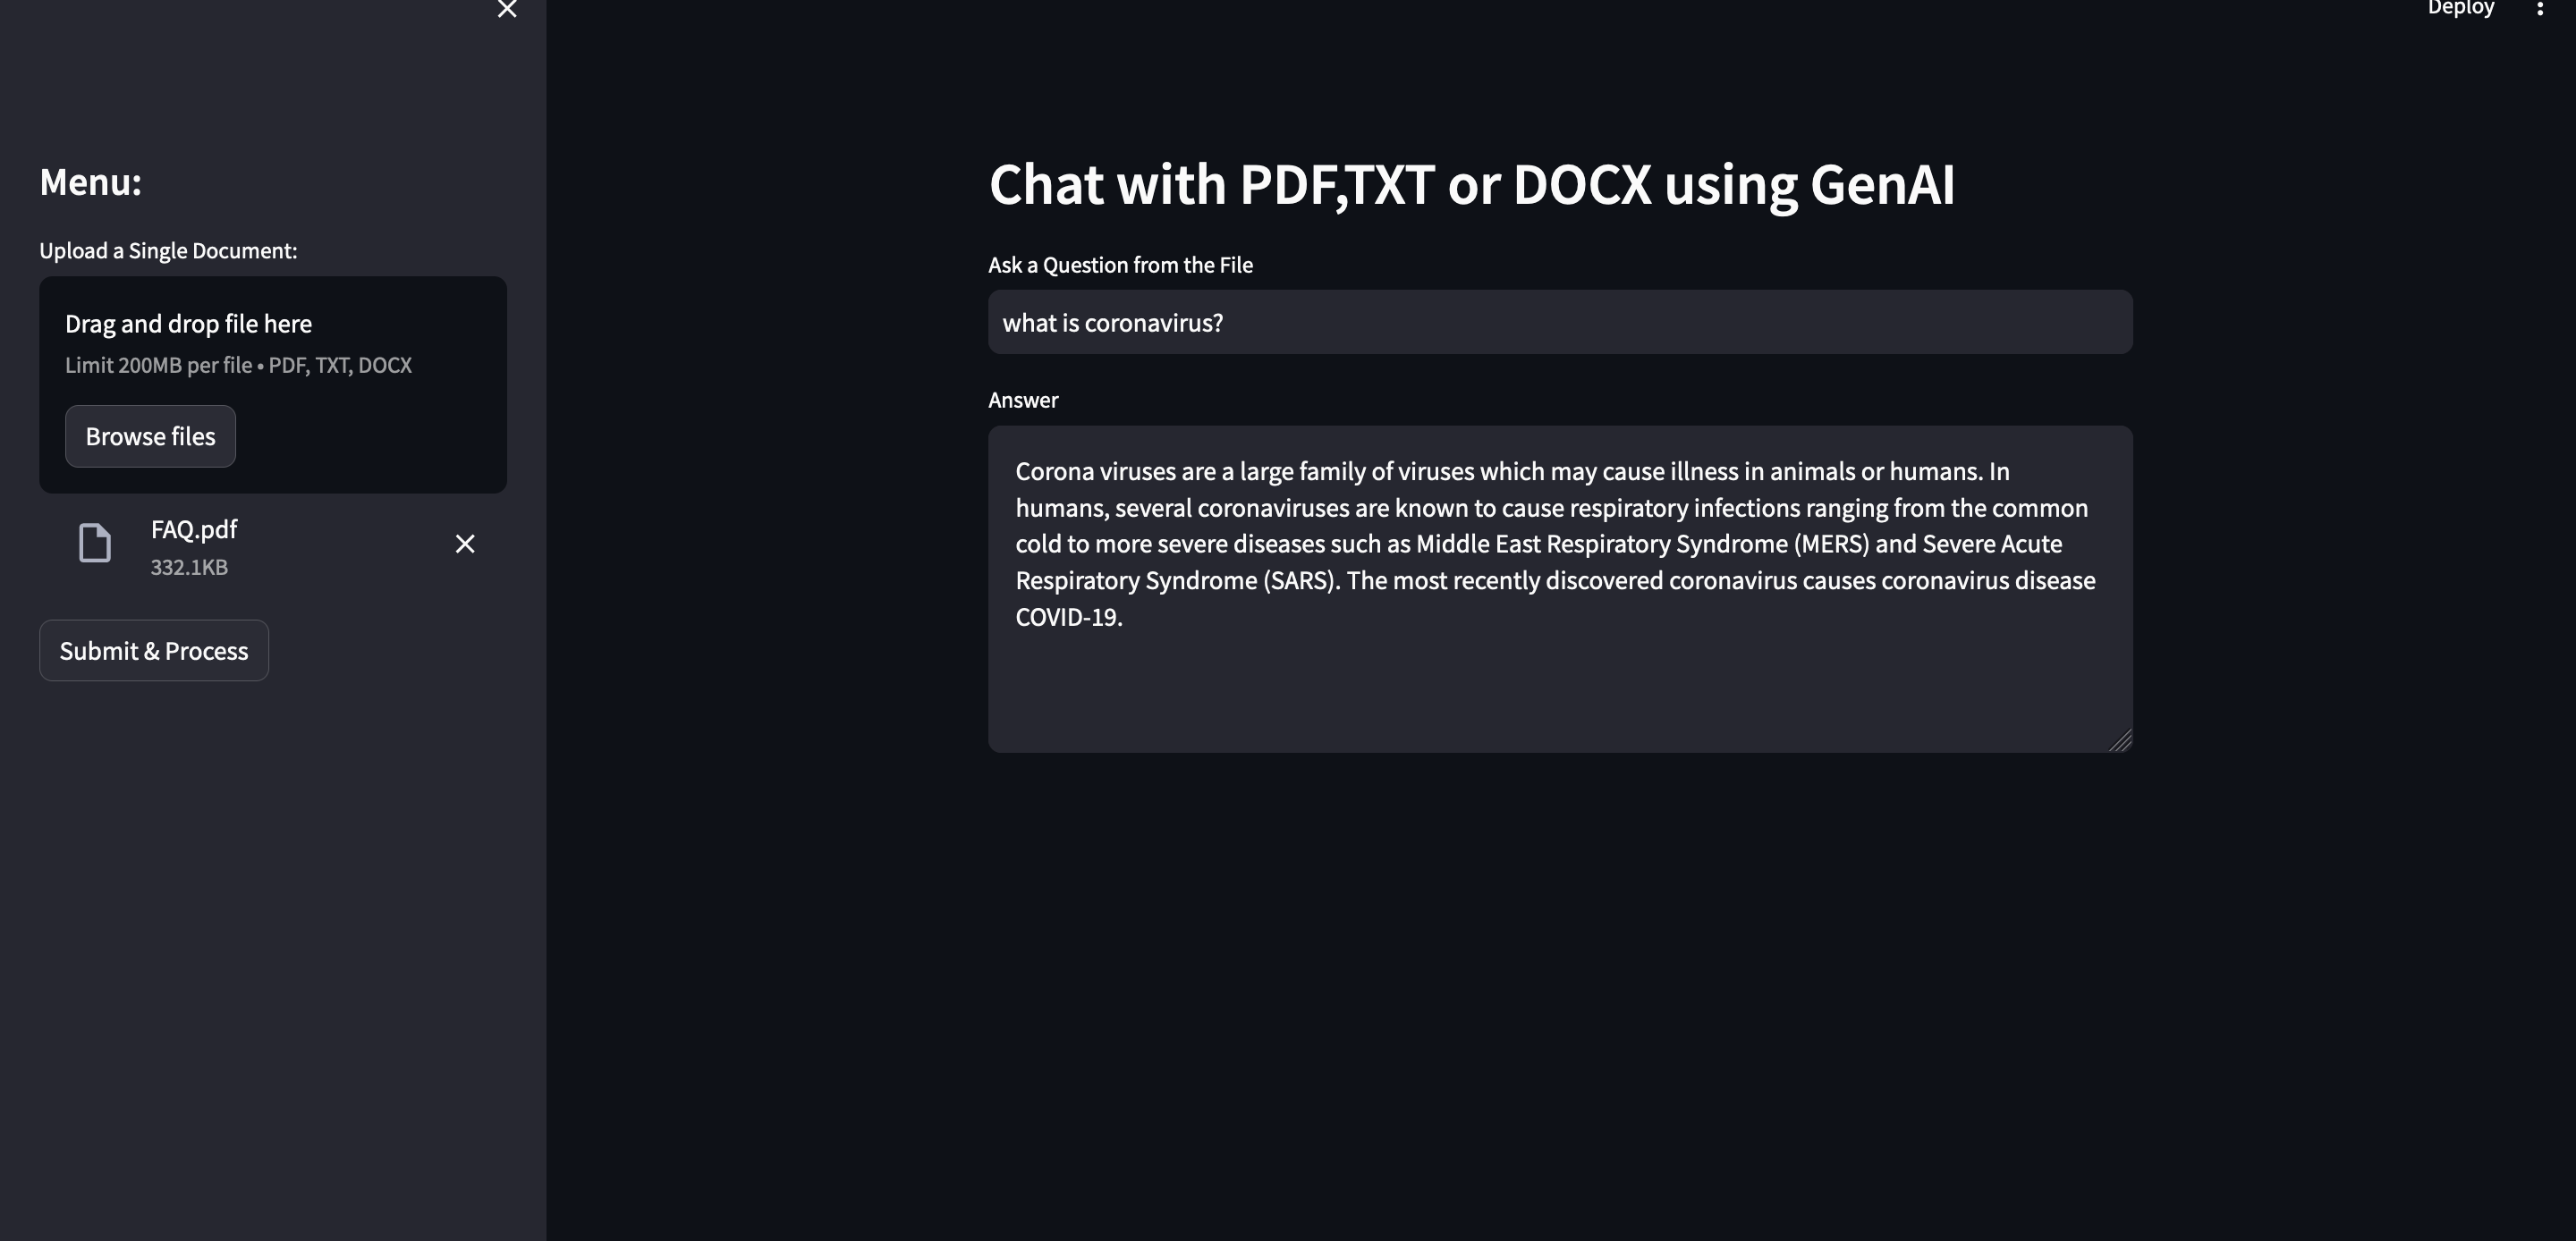 Deploy
Menu:
Upload a Single Document:
Drag and drop file here
Limit 200MB per file • PDF, TXT, DOCX
Browse files
FAQ.pdf
332.1KB
Submit & Process
Chat with PDF,TXT or DOCX using GenAI
Ask a Question from the File
what is coronavirus?
Answer
Corona viruses are a large family of viruses which may cause illness in animals or humans. In
humans, several coronaviruses are known to cause respiratory infections ranging from the common
cold to more severe diseases such as Middle East Respiratory Syndrome (MERS) and Severe Acute
Respiratory Syndrome (SARS). The most recently discovered coronavirus causes coronavirus disease
COVID-19.